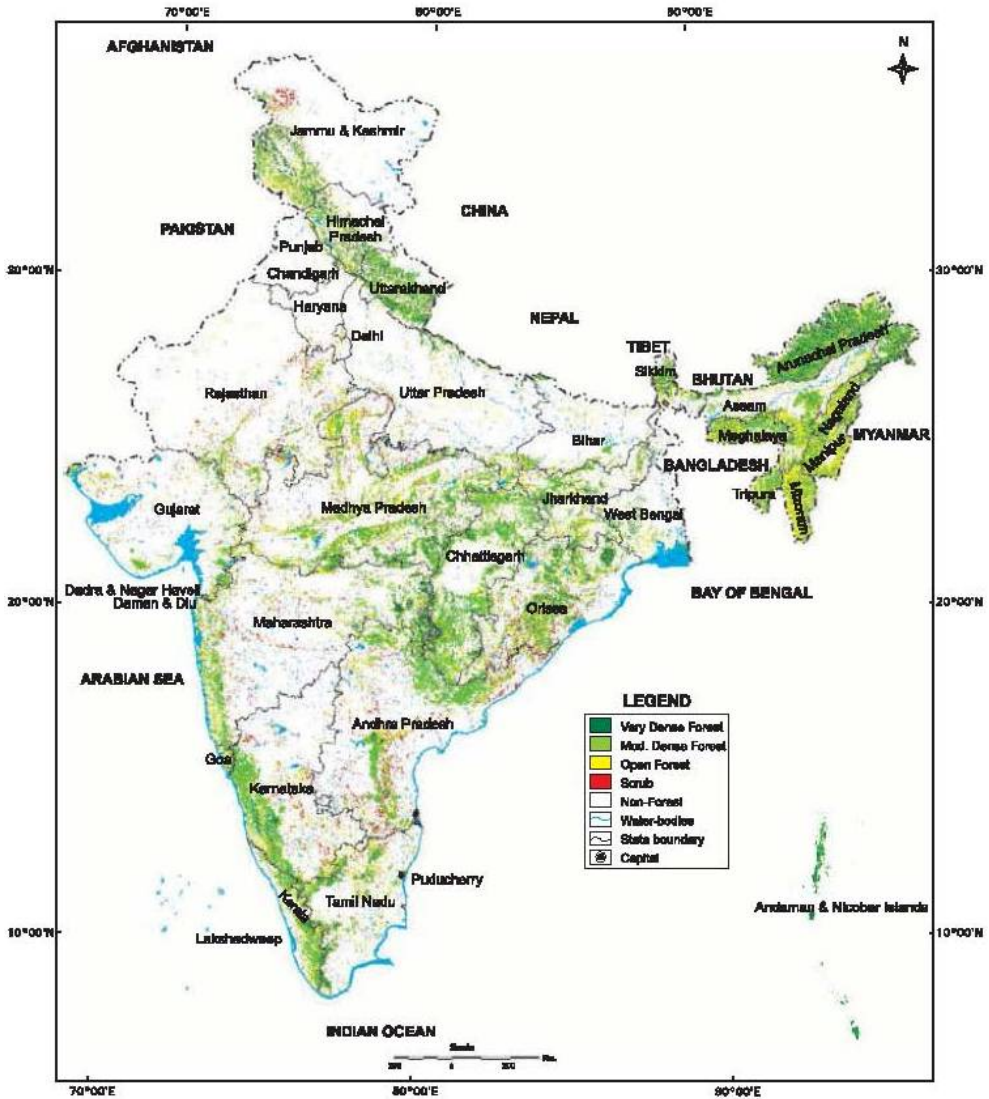 70°00'E
80°00'E
90°00'E
AFGHANISTAN
N
Jammu & Kashmir
CHINA
Himachal
Pradesh
PAKISTAN
Punjab
30°00'N
30°00'N
Chandigarh
Uttarakhand
Haryana
NEPAL
Delhi
TIBET
Arunachal Pradesh
Sikkim
BHUTAN
Rajasthan
Uttar Pradesh
Assam
Nagaland
Meghalaya
MYANMAR
Bihar
Manipur
BANGLADESH
Jharkhand
Tripura
Mizoram
Gujarat
Madhya Pradesh
West Bengal
Chhattisgarh
Dadra & Nagar Haveli
Daman & Diu
20°00'N
Orissa
BAY OF BENGAL
20°00'N
Maharashtra
ARABIAN SEA
LEGEND
Very Dense Forest
Mod. Dense Forest
Open Forest
Scrub
Non-Forest
Water-bodies
State boundary
Capital
Andhra Pradesh
Goa
Karnataka
Puducherry
Kerala
Tamil Nadu
Andaman & Nicobar Islands
Lakshadweep
10°00'N
10°00'N
INDIAN OCEAN
Scale
0
Km.
70°00'E
80°00'E
90°00'E